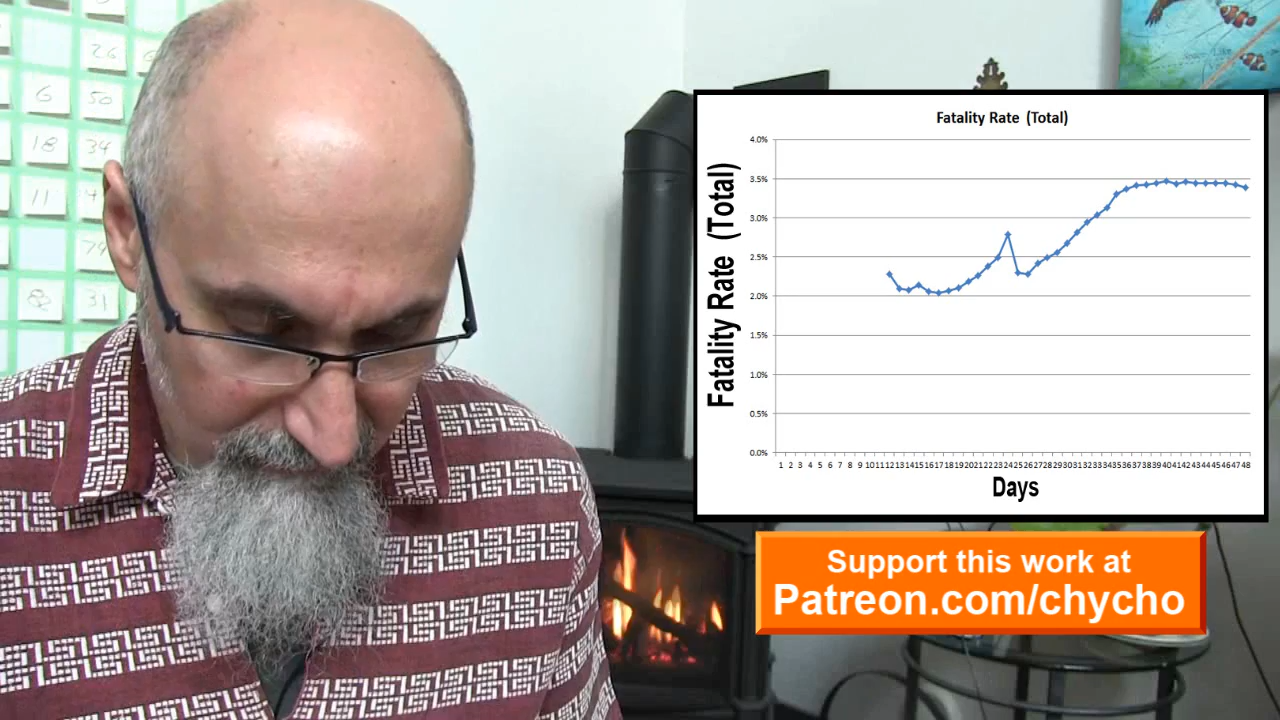 26
6 50
18 34
11
31
Fatality Rate (Total)
Fatality Rate (Total)
4.0%
3.5%
3.0%
2.5%
2.0%
1.5%
1.0%
0.5%
0.0%
1 2 3 4 5 6 7 8 9 10 11 12 13 14 15 16 17 18 19 20 21 22 23 24 25 26 27 28 29 30 31 32 33 34 35 36 37 38 39 40 41 42 43 44 45 46 47 48
Days
Support this work at
Patreon.com/chycho